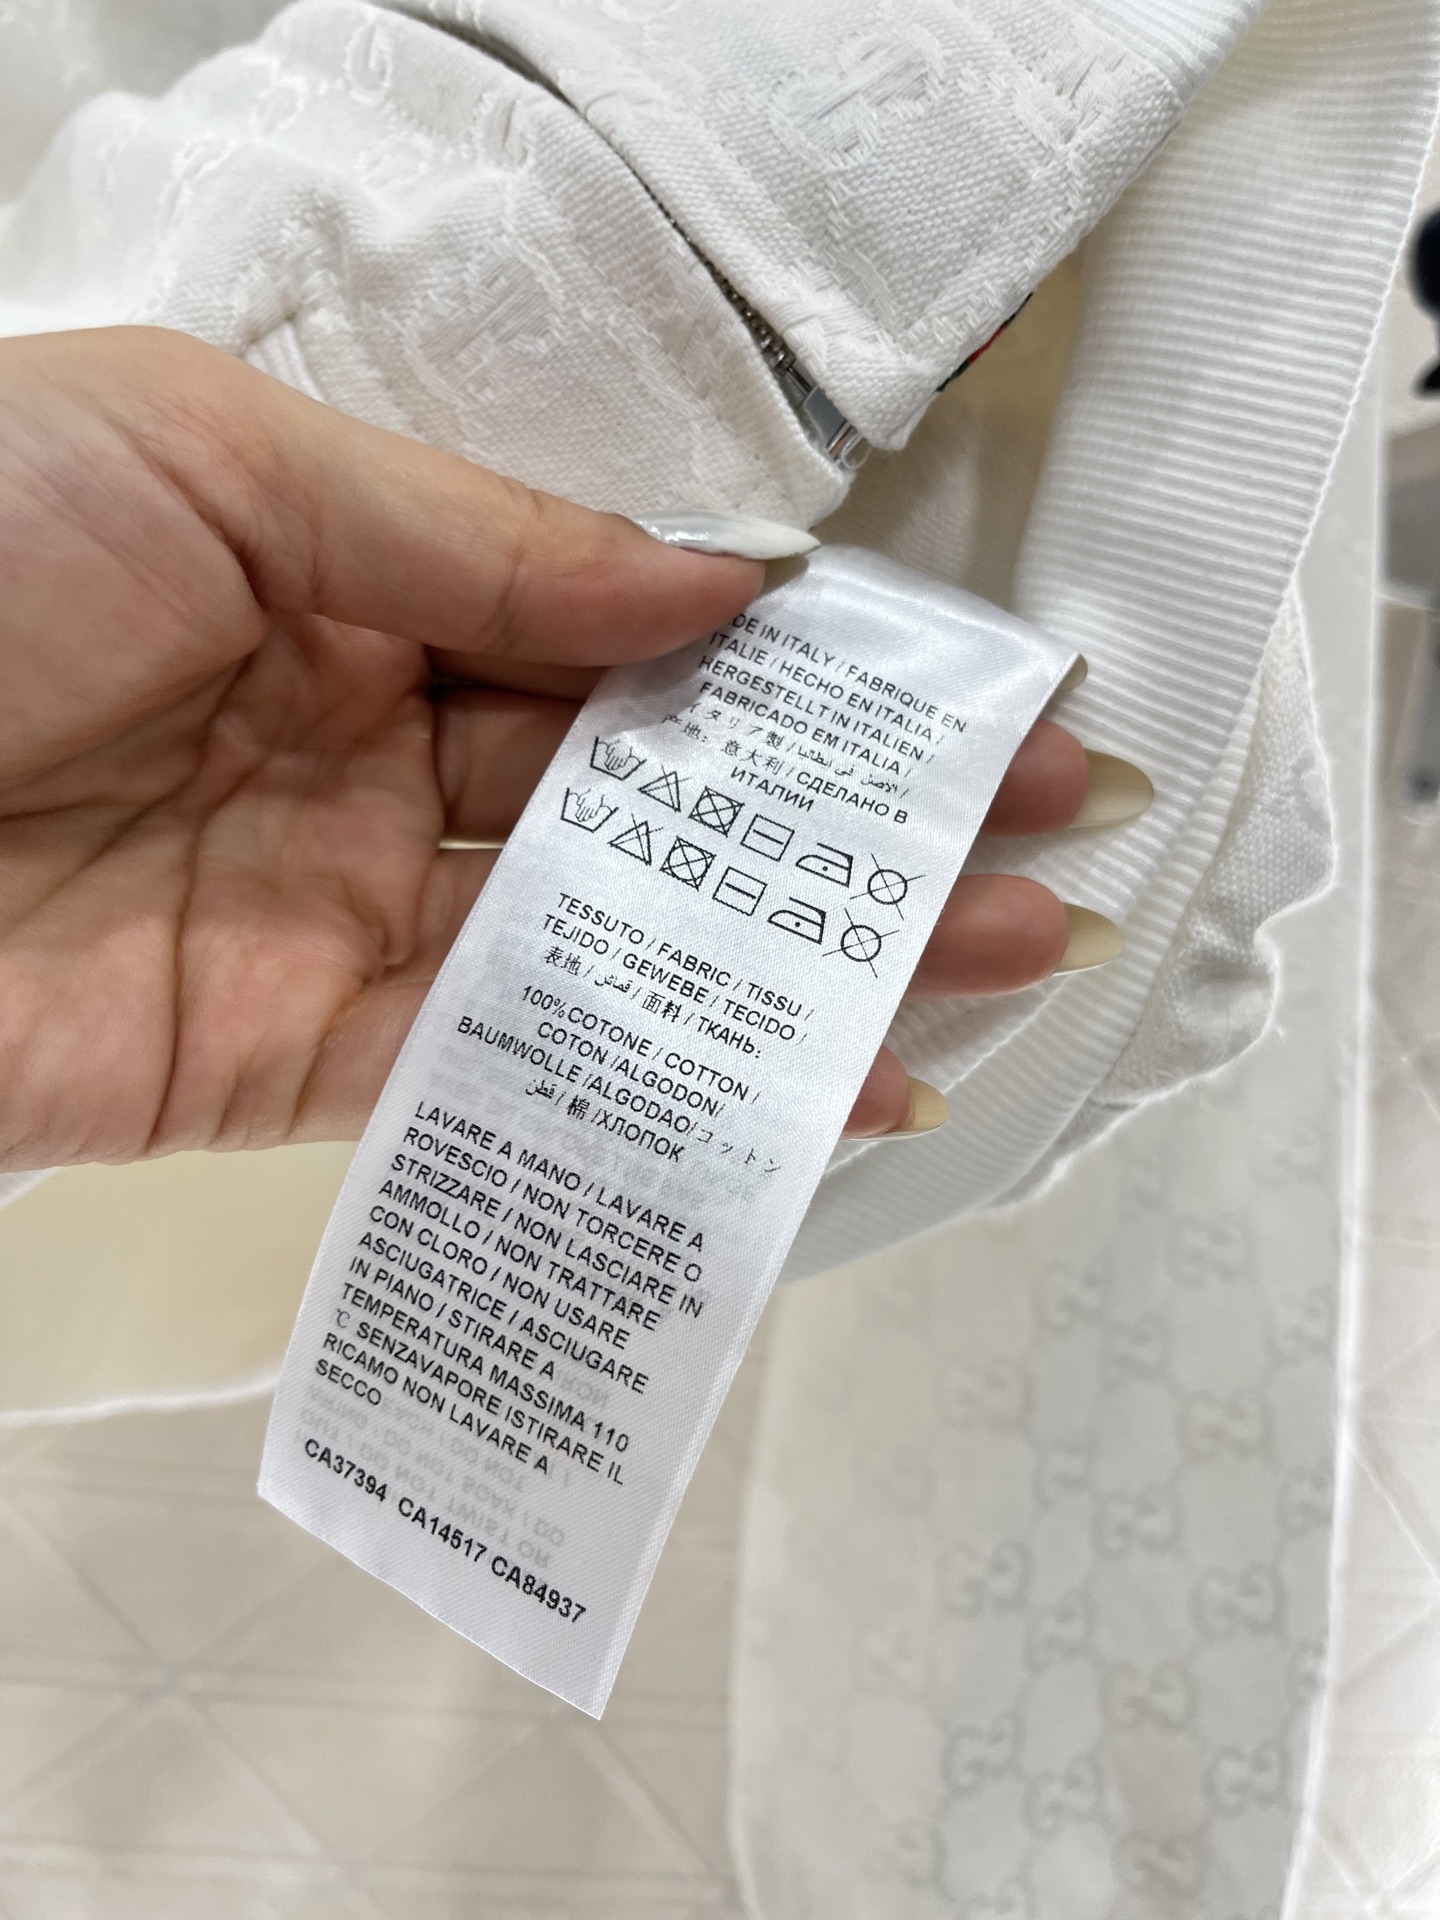 DE IN ITALY / FABRIQUE EN
ITALIE / HECHO EN ITALIA /
HERGESTELLT IN ITALIEN /
FABRICADO EM ITALIA /
イタリア製 / الاصل في ايطاليا /
产地: 意大利 / СДЕЛАНО В
ИТАПИИ
TESSUTO / FABRIC / TISSU /
TEJIDO / GEWEBE / TECIDO /
表地 / قماش / 面料 / ТКАНЬ:
100%COTONE / COTTON /
COTON /ALGODON/
BAUMWOLLE /ALGODAO/コットン
قطن / 棉 /ХЛОПОК
LAVARE A MANO / LAVARE A
ROVESCIO / NON TORCERE O
STRIZZARE / NON LASCIARE IN
AMMOLLO / NON TRATTARE
CON CLORO / NON USARE
ASCIUGATRICE / ASCIUGARE
IN PIANO / STIRARE A
TEMPERATURA MASSIMA 110
℃ SENZAVAPORE ISTIRARE IL
RICAMO NON LAVARE A
SECCO
CA37394 CA14517 CA84937